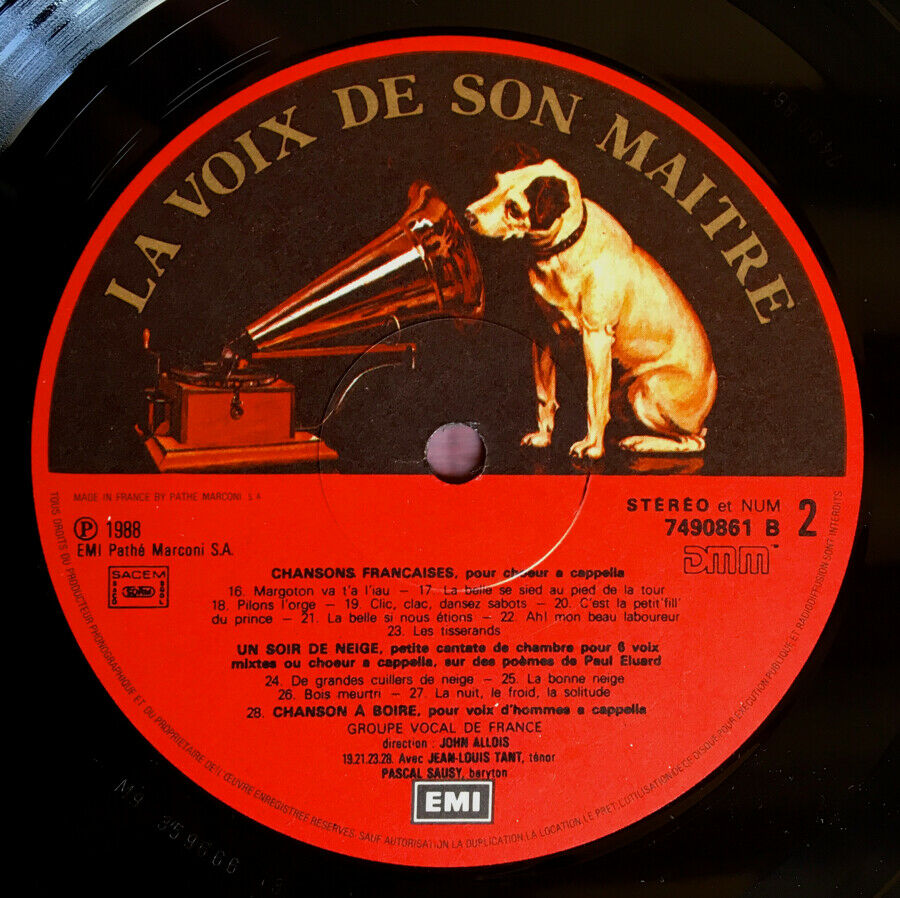 LA VOIX DE SON MAITRE
MADE IN FRANCE BY PATHE MARCONI S A
STÉRÉO et NUM
7490861 B
2
DMM
℗ 1988
EMI Pathé Marconi S.A.
SACEM
SDRM
CHANSONS FRANCAISES, pour choeur a cappella
16. Margoton va t'a l'iau – 17. La belle se sied au pied de la tour
18. Pilons l'orge – 19. Clic, clac, dansez sabots – 20. C'est la petit'fill'
du prince – 21. La belle si nous étions – 22. Ah! mon beau laboureur
23. Les tisserands
UN SOIR DE NEIGE, petite cantate de chambre pour 6 voix
mixtes ou choeur a cappella, sur des poèmes de Paul Eluard
24. De grandes cuillers de neige – 25. La bonne neige
26. Bois meurtri – 27. La nuit, le froid, la solitude
28. CHANSON A BOIRE, pour voix d'hommes a cappella
GROUPE VOCAL DE FRANCE
direction : JOHN ALLDIS
19.21.23.28. Avec JEAN-LOUIS TANT, ténor
PASCAL SAUSY, baryton
EMI
TOUS DROITS DU PRODUCTEUR PHONOGRAPHIQUE ET DU PROPRIETAIRE DE L'ŒUVRE ENREGISTREE RESERVES. SAUF AUTORISATION LA DUPLICATION, LA LOCATION, LE PRET, L'UTILISATION DE CE DISQUE POUR EXECUTION PUBLIQUE ET RADIODIFFUSION SONT INTERDITS